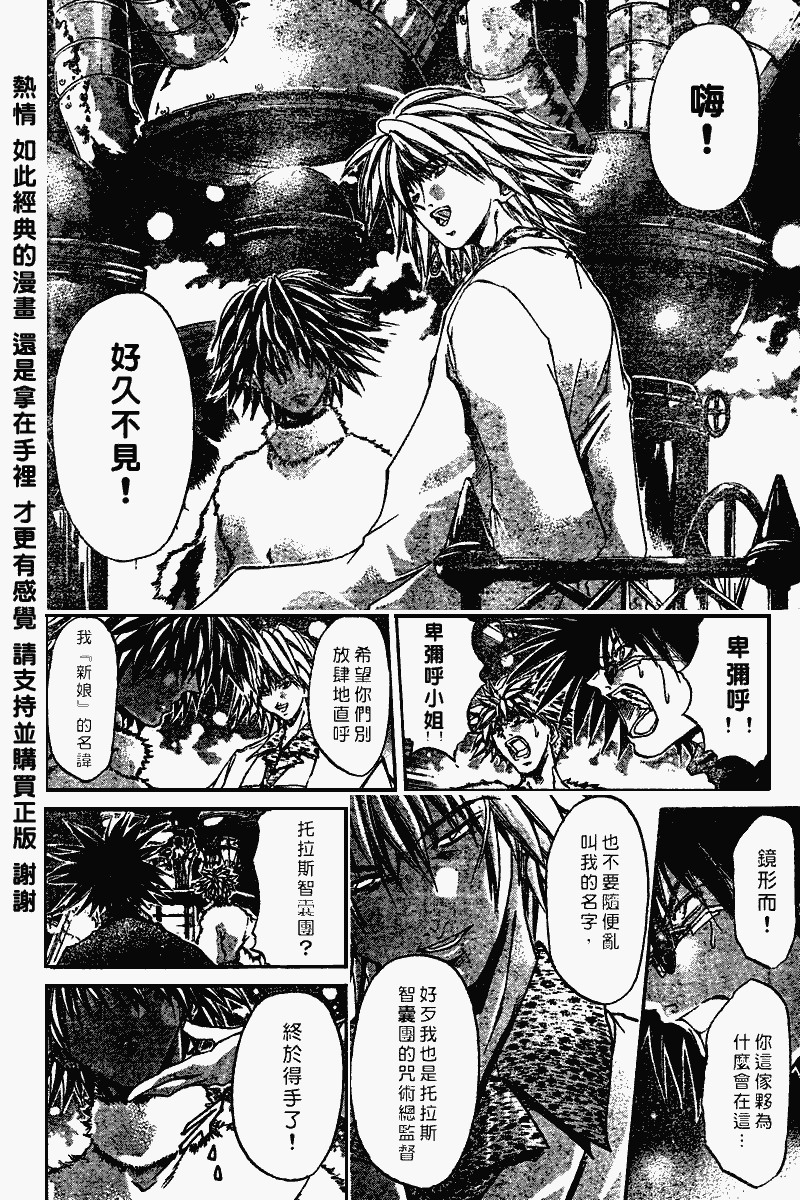 嗨！
好久不見！
卑彌呼！！
卑彌呼小姐！！
希望你們別
放肆地直呼
我『新娘』的名諱
鏡形而！
你這傢夥為
什麼會在這…
也不要隨便亂
叫我的名字，
好歹我也是托拉斯
智囊團的咒術總監督
托拉斯智囊團？
終於得手了！
熱情 如此經典的漫畫 還是拿在手裡 才更有感覺 請支持並購買正版 謝謝